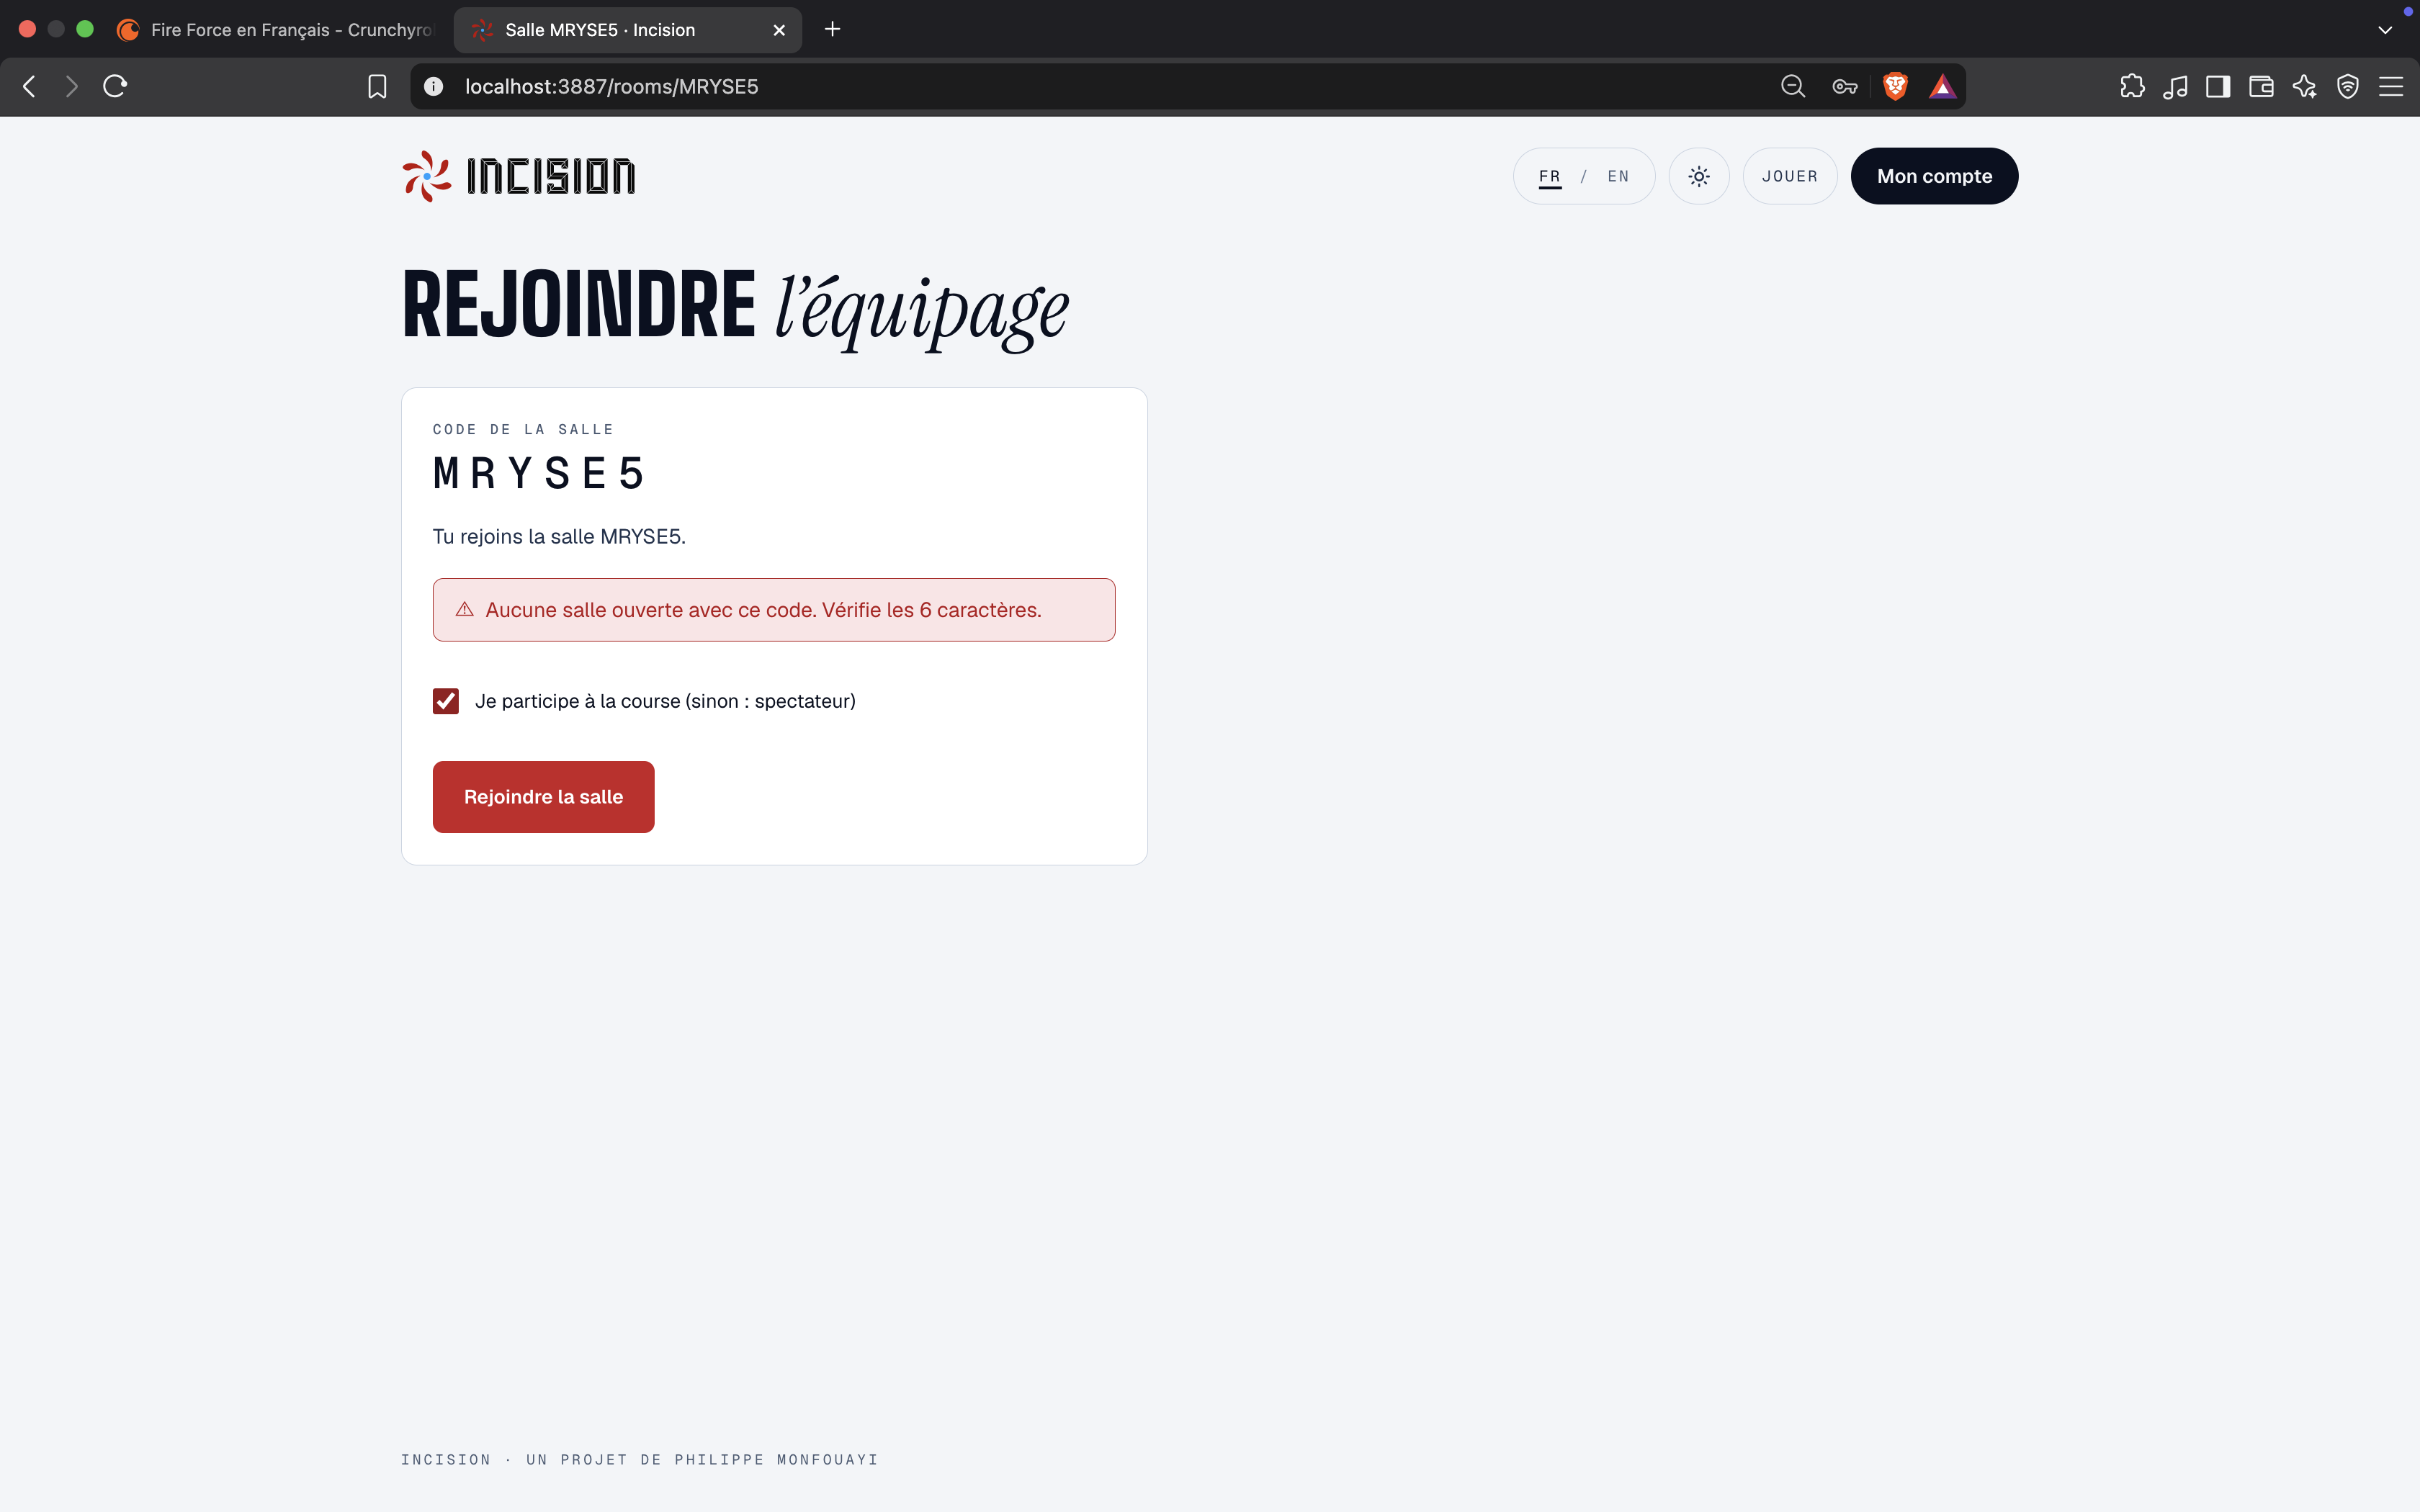 Fire Force en Français - Crunchyro
Salle MRYSE5 · Incision
localhost:3887/rooms/MRYSE5
INCISION
FR / EN
JOUER
Mon compte
REJOINDRE l’équipage
CODE DE LA SALLE
MRYSE5
Tu rejoins la salle MRYSE5.
⚠ Aucune salle ouverte avec ce code. Vérifie les 6 caractères.
Je participe à la course (sinon : spectateur)
Rejoindre la salle
INCISION · UN PROJET DE PHILIPPE MONFOUAYI